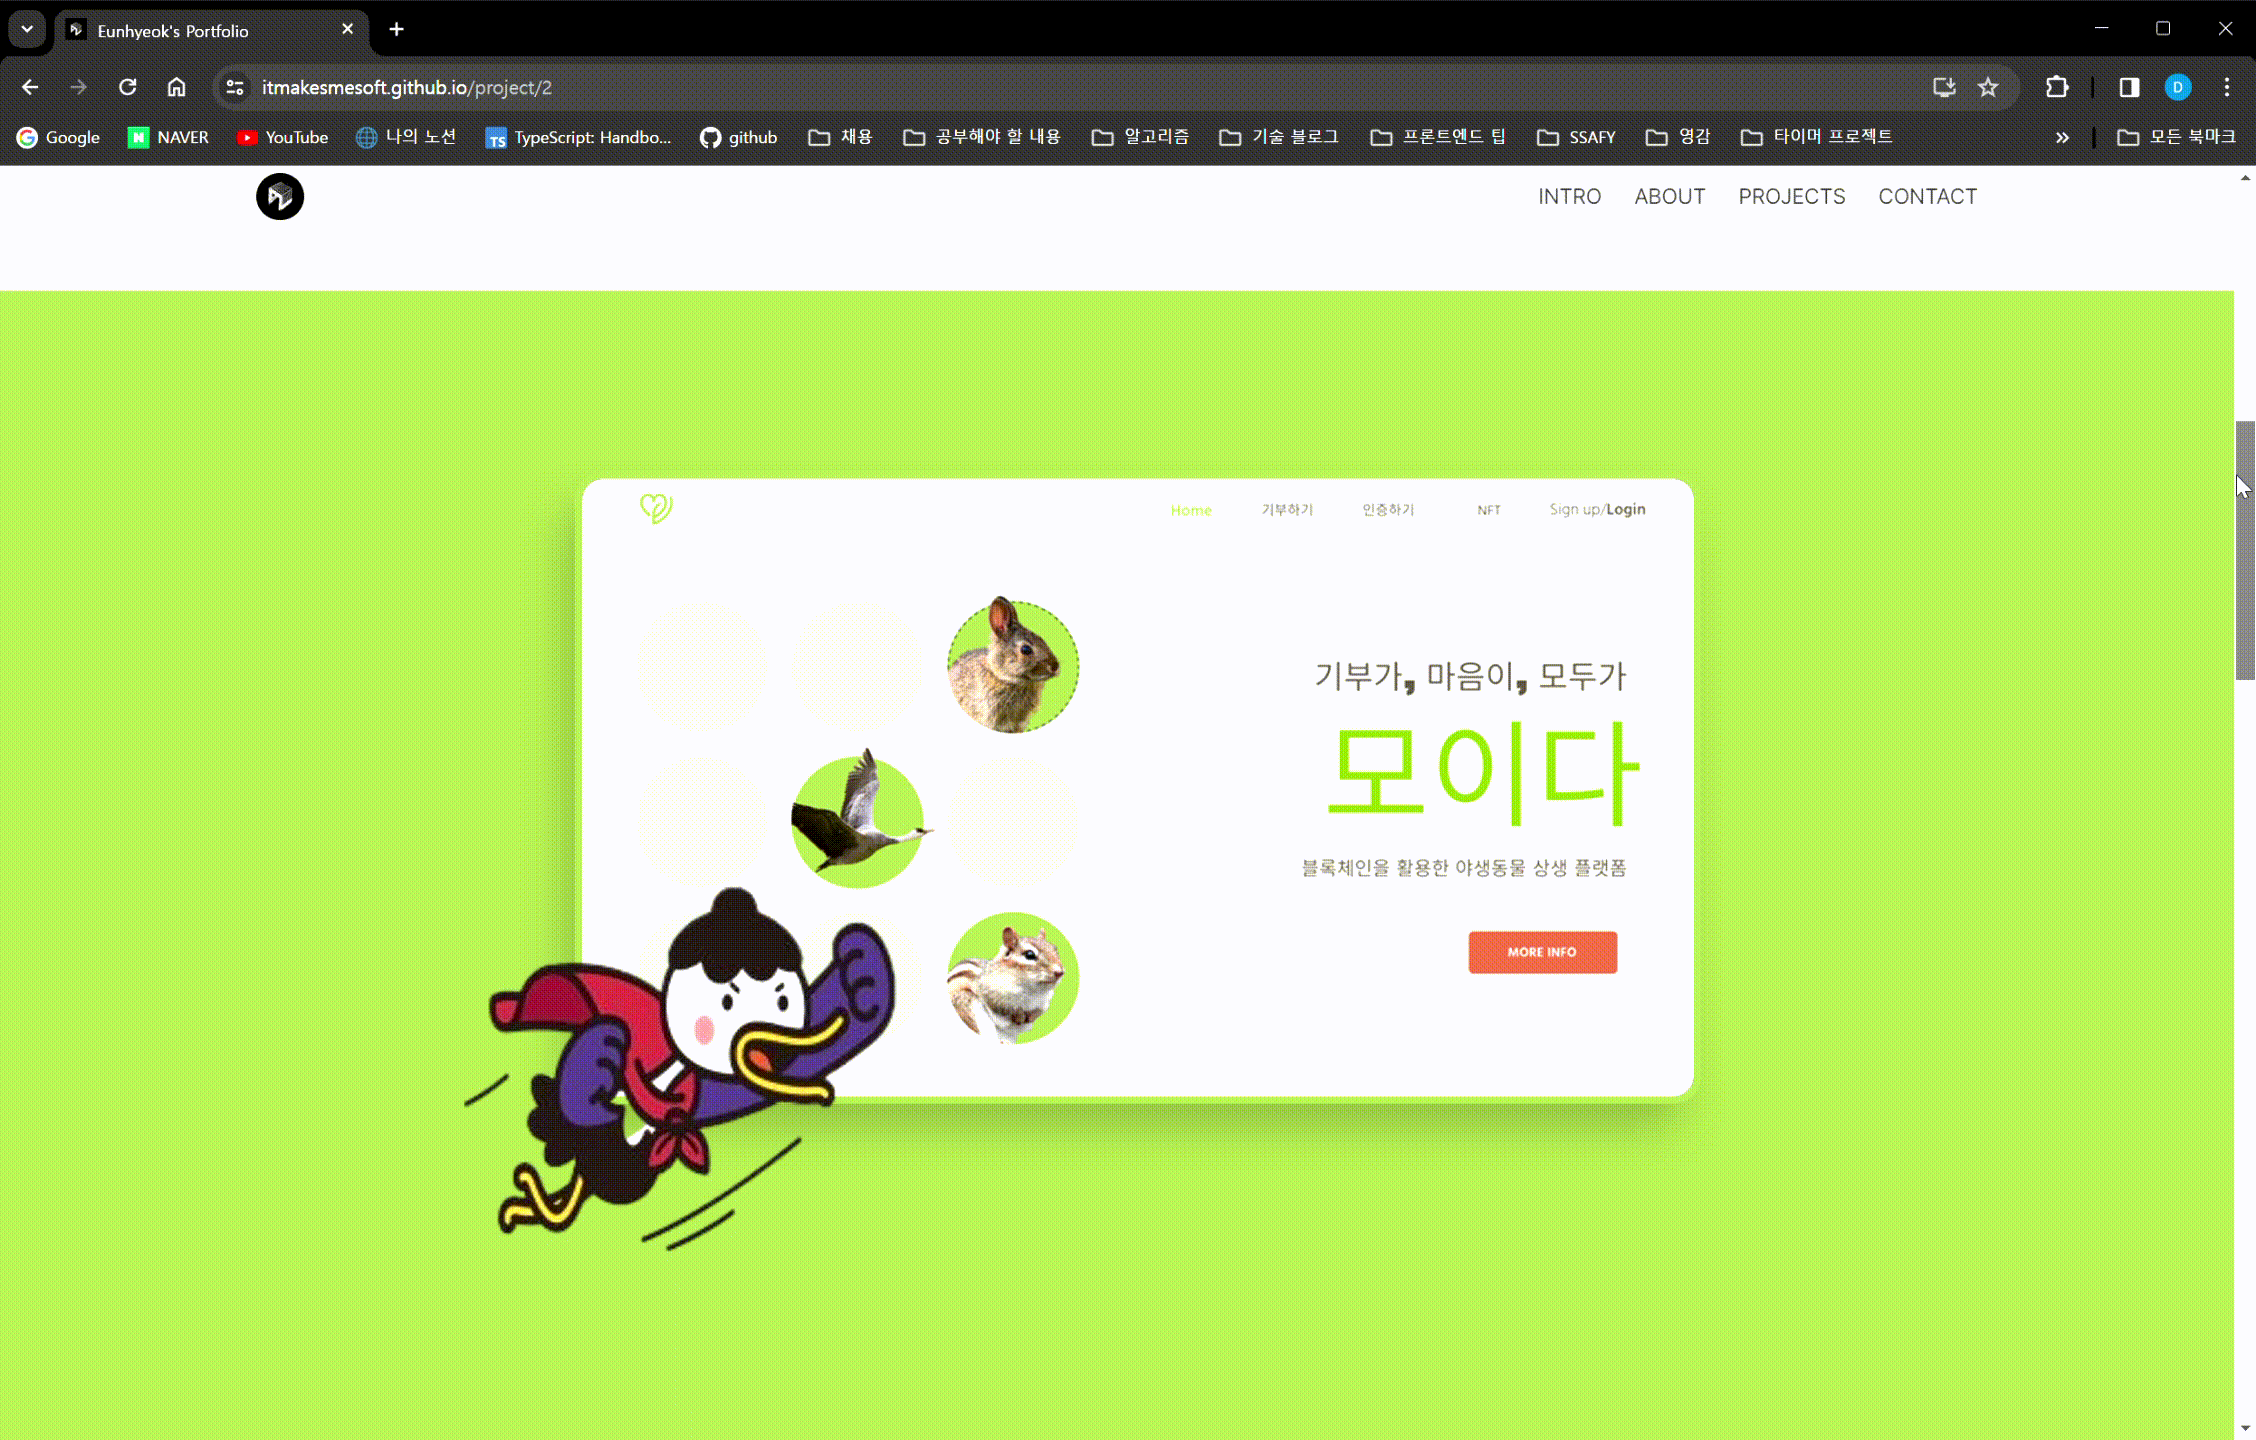 Eunhyeok's Portfolio
itmakesmesoft.github.io/project/2
D
Google NAVER YouTube 나의 노션 TypeScript: Handbo... github 채용 공부해야 할 내용 알고리즘 기술 블로그 프론트엔드 팁 SSAFY 영감 타이머 프로젝트 모든 북마크
INTRO ABOUT PROJECTS CONTACT
Home 기부하기 인증하기 NFT Sign up/Login
기부가, 마음이, 모두가
모이다
블록체인을 활용한 야생동물 상생 플랫폼
MORE INFO